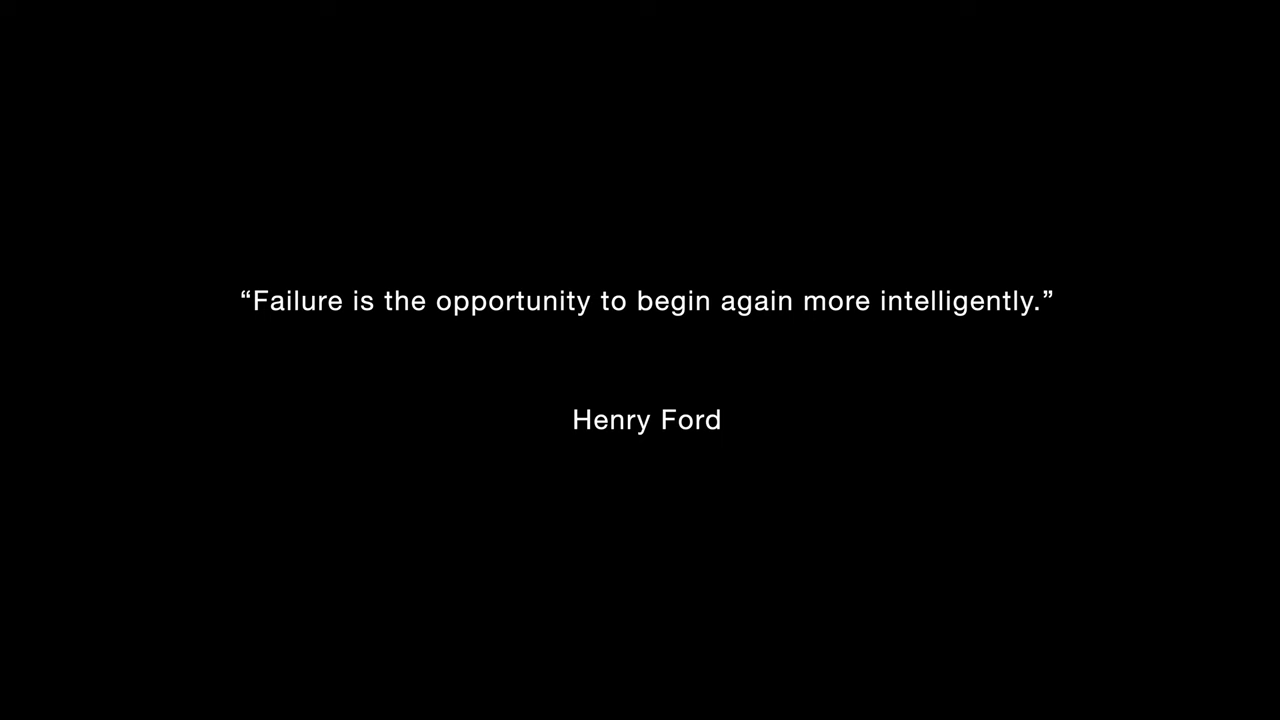 “Failure is the opportunity to begin again more intelligently.”
Henry Ford